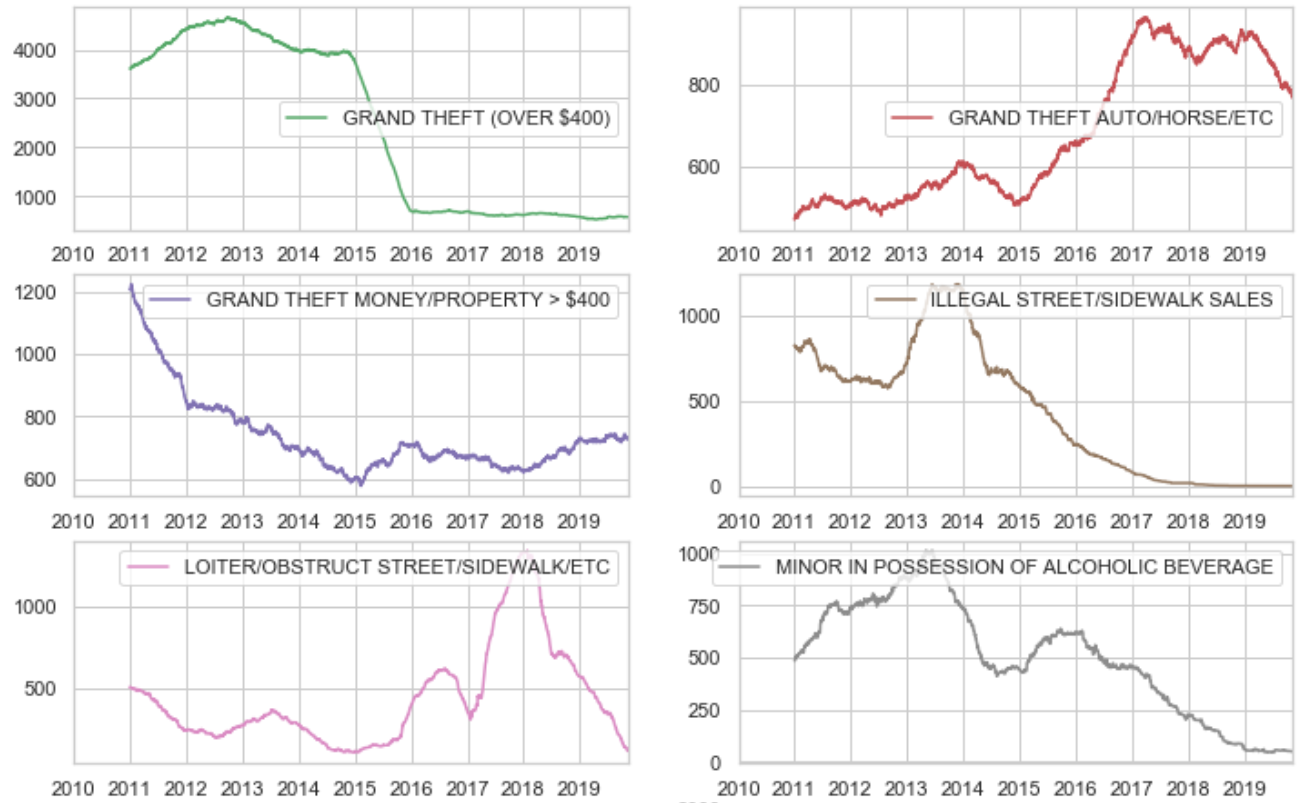 4000
3000
2000
1000
GRAND THEFT (OVER $400)
2010 2011 2012 2013 2014 2015 2016 2017 2018 2019
800
600
GRAND THEFT AUTO/HORSE/ETC
2010 2011 2012 2013 2014 2015 2016 2017 2018 2019
1200
1000
800
600
GRAND THEFT MONEY/PROPERTY > $400
2010 2011 2012 2013 2014 2015 2016 2017 2018 2019
1000
500
0
ILLEGAL STREET/SIDEWALK SALES
2010 2011 2012 2013 2014 2015 2016 2017 2018 2019
1000
500
LOITER/OBSTRUCT STREET/SIDEWALK/ETC
2010 2011 2012 2013 2014 2015 2016 2017 2018 2019
1000
750
500
250
0
MINOR IN POSSESSION OF ALCOHOLIC BEVERAGE
2010 2011 2012 2013 2014 2015 2016 2017 2018 2019